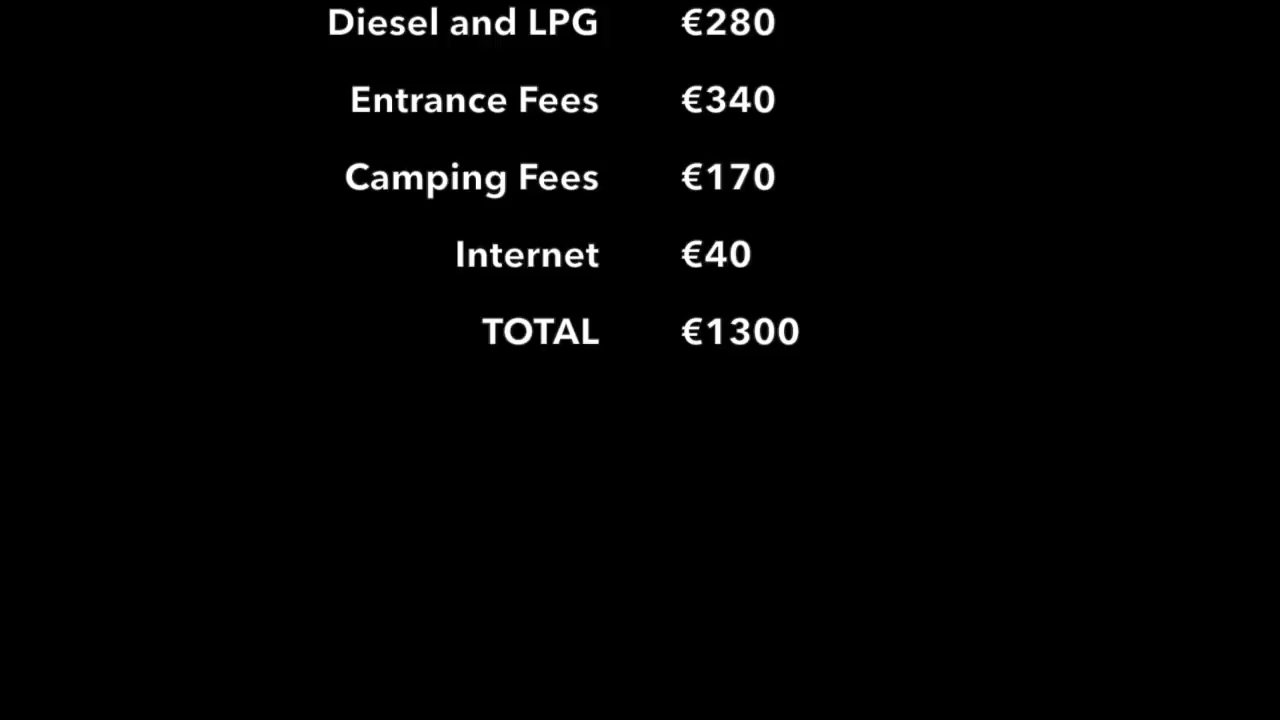 Diesel and LPG €280
Entrance Fees €340
Camping Fees €170
Internet €40
TOTAL €1300